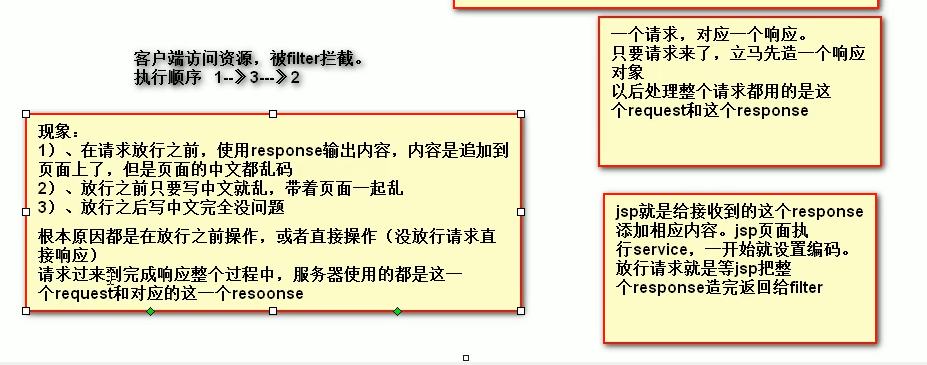 客户端访问资源，被filter拦截。
执行顺序 1--》3---》2
现象：
1）、在请求放行之前，使用response输出内容，内容是追加到
页面上了，但是页面的中文都乱码
2）、放行之前只要写中文就乱，带着页面一起乱
3）、放行之后写中文完全没问题
根本原因都是在放行之前操作，或者直接操作（没放行请求直
接响应）
请求过来到完成响应整个过程中，服务器使用的都是这一
个request和对应的这一个resoonse
一个请求，对应一个响应。
只要请求来了，立马先造一个响应
对象
以后处理整个请求都用的是这
个request和这个response
jsp就是给接收到的这个response
添加相应内容。jsp页面执
行service，一开始就设置编码。
放行请求就是等jsp把整
个response造完返回给filter